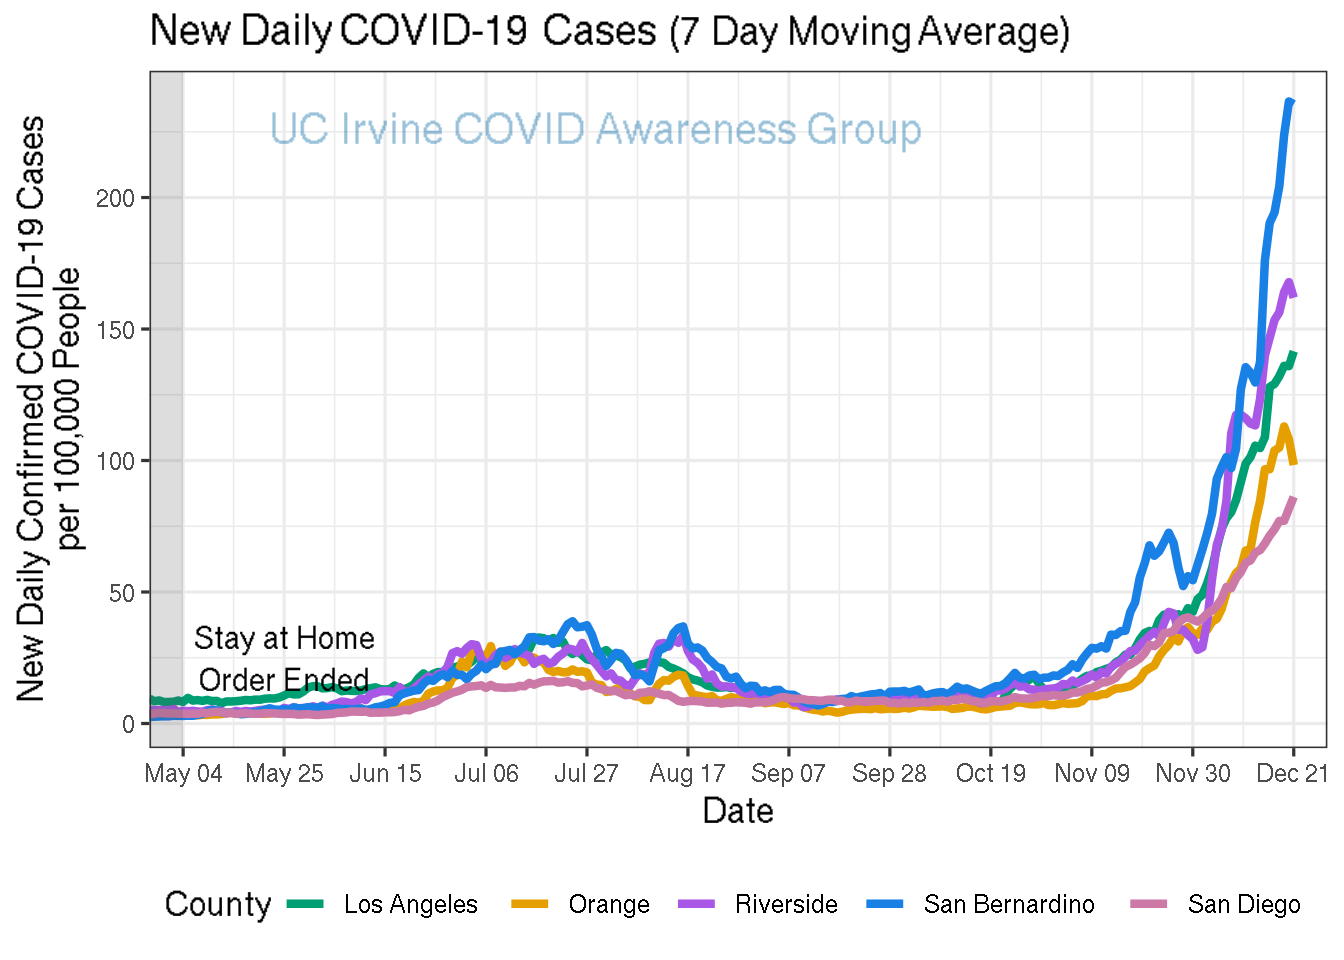 New Daily COVID-19 Cases (7 Day Moving Average)
UC Irvine COVID Awareness Group
New Daily Confirmed COVID-19 Cases
per 100,000 People
200
150
100
50
0
Stay at Home
Order Ended
May 04 May 25 Jun 15 Jul 06 Jul 27 Aug 17 Sep 07 Sep 28 Oct 19 Nov 09 Nov 30 Dec 21
Date
County Los Angeles Orange Riverside San Bernardino San Diego